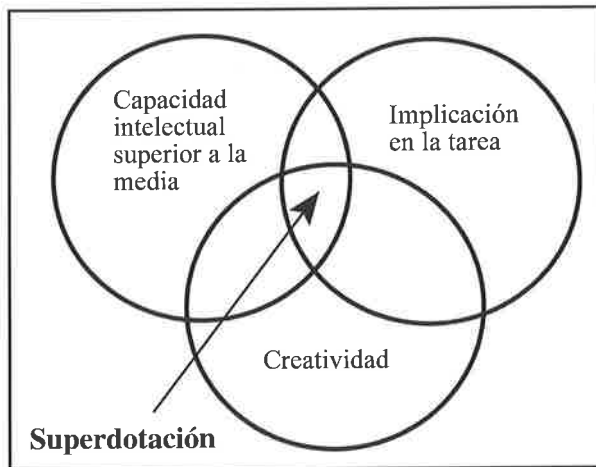 Capacidad
intelectual
superior a la
media
Implicación
en la tarea
Creatividad
Superdotación